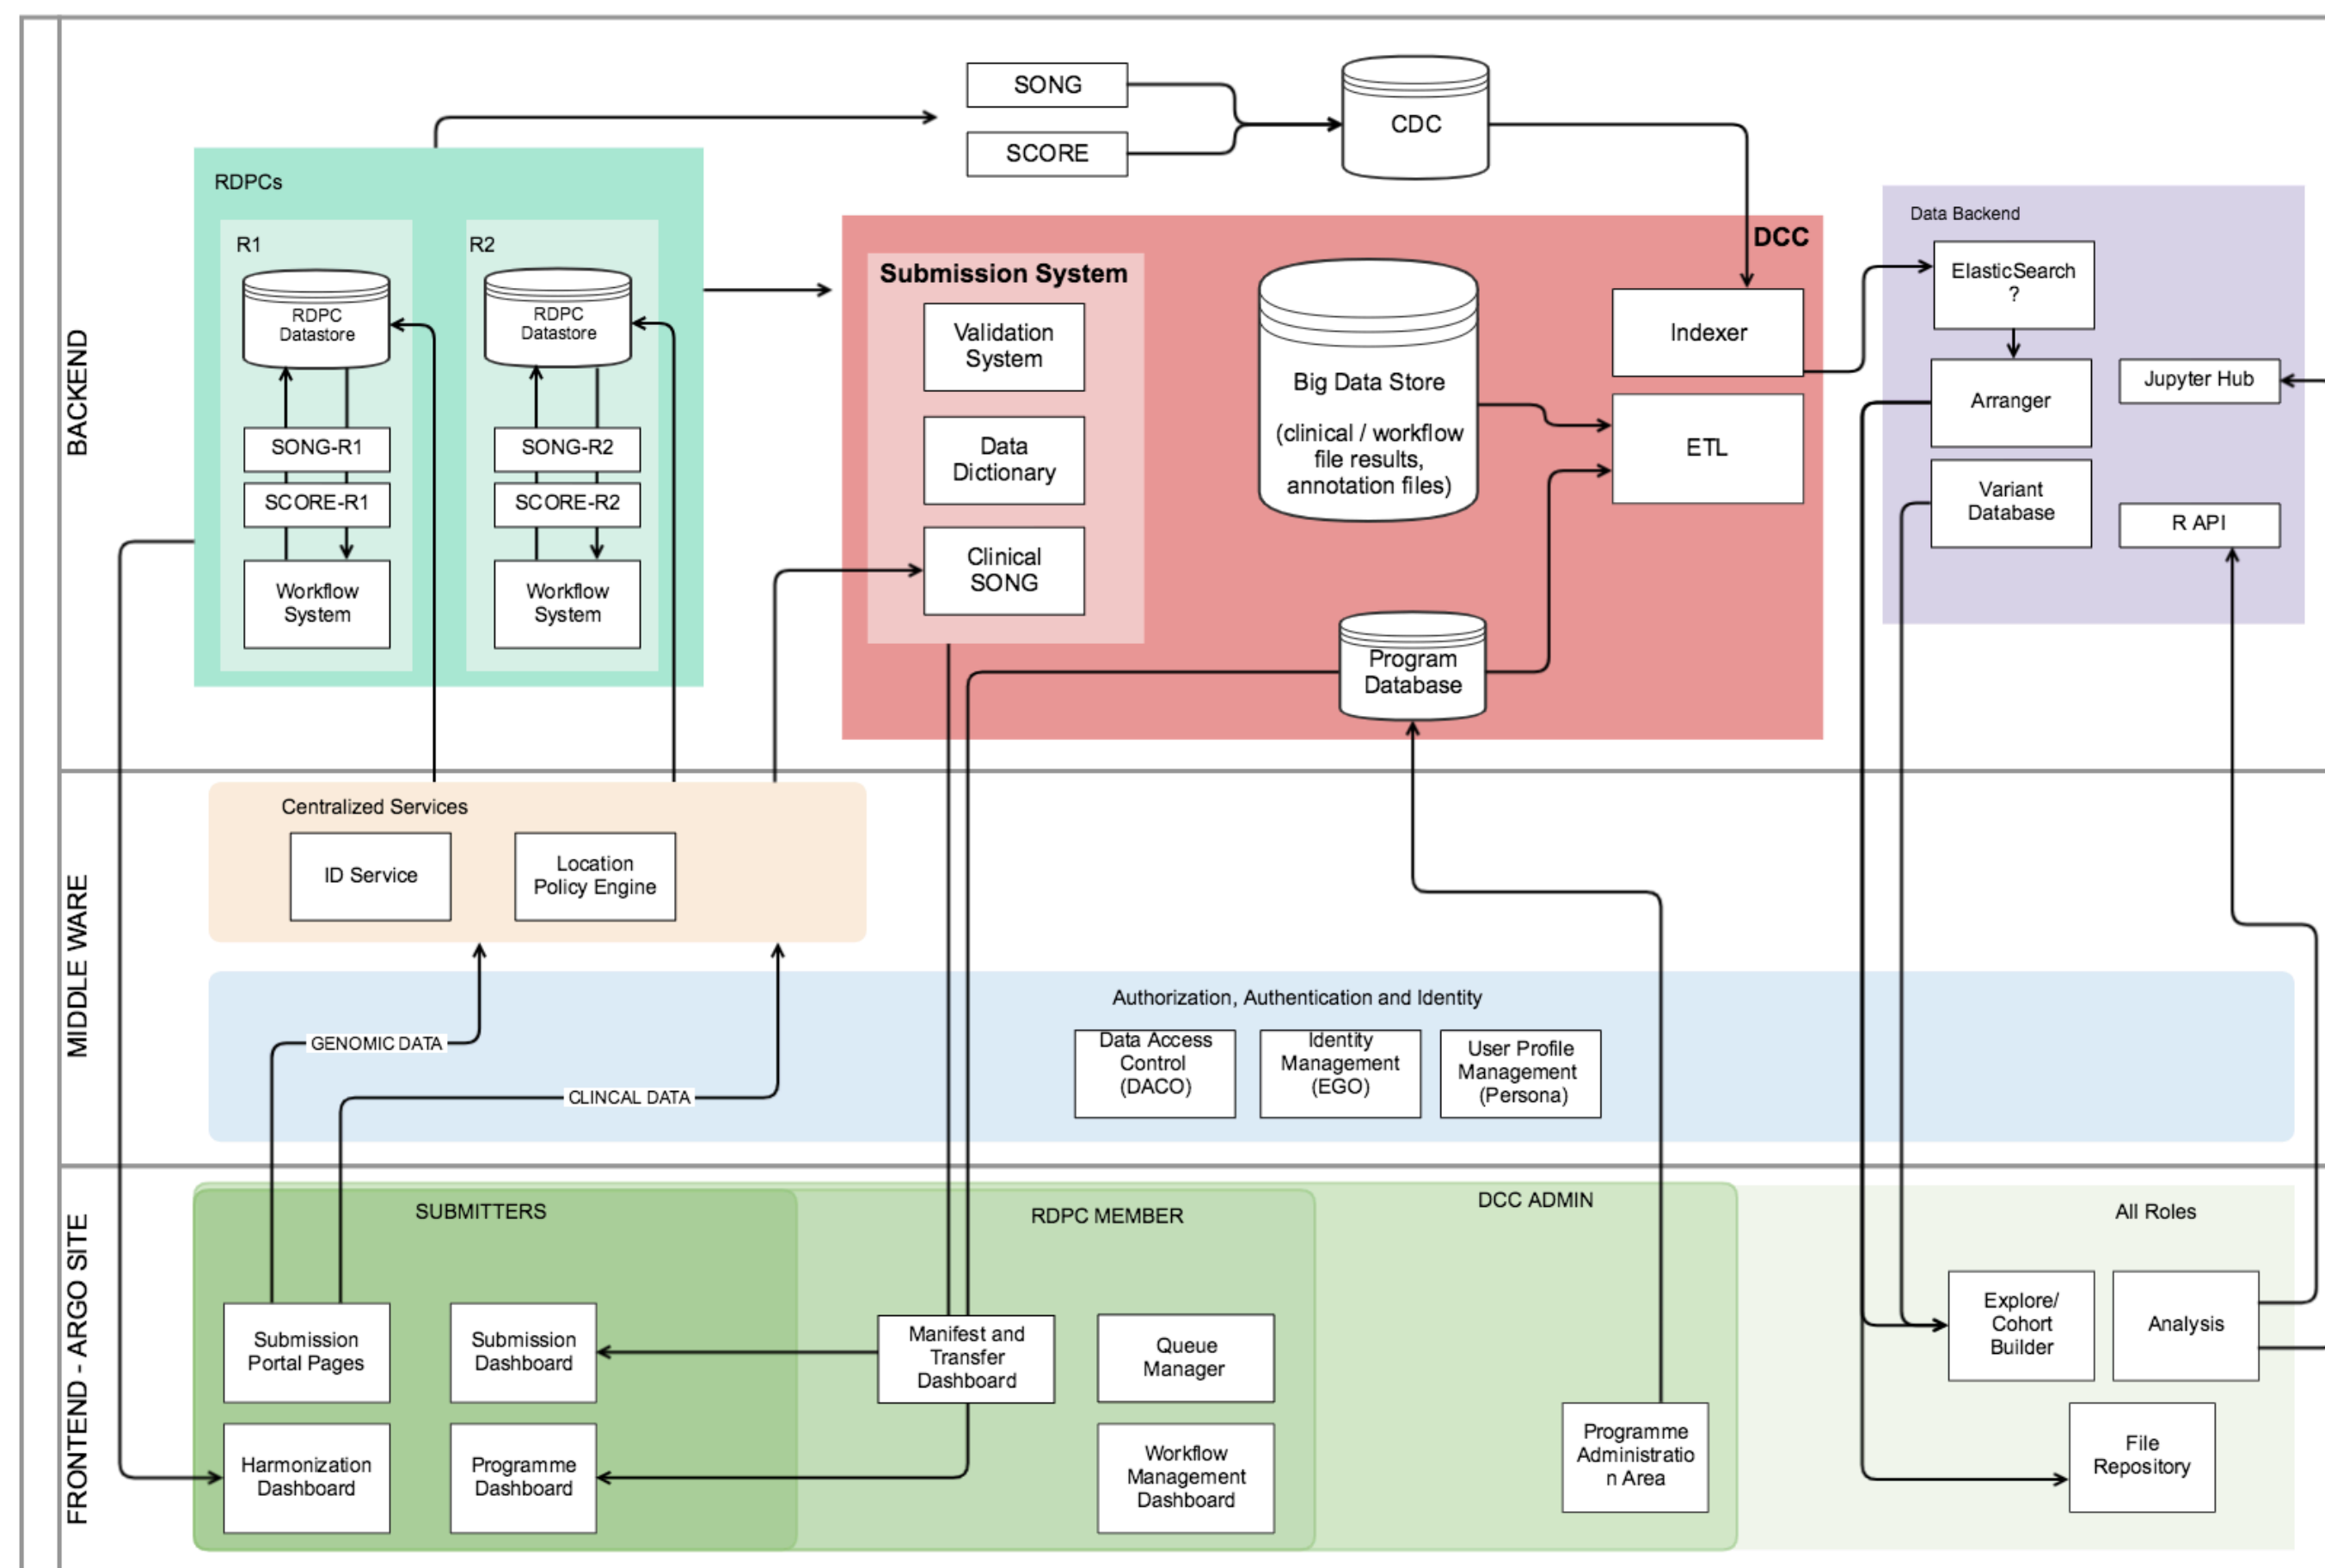 BACKEND
SONG
SCORE
CDC
RDPCs
R1
RDPC
Datastore
SONG-R1
SCORE-R1
Workflow
System
R2
RDPC
Datastore
SONG-R2
SCORE-R2
Workflow
System
DCC
Submission System
Validation
System
Data
Dictionary
Clinical
SONG
Big Data Store
(clinical / workflow
file results,
annotation files)
Program
Database
Indexer
ETL
Data Backend
ElasticSearch
?
Arranger
Variant
Database
Jupyter Hub
R API
MIDDLE WARE
Centralized Services
ID Service
Location
Policy Engine
GENOMIC DATA
CLINCAL DATA
Authorization, Authentication and Identity
Data Access
Control
(DACO)
Identity
Management
(EGO)
User Profile
Management
(Persona)
FRONTEND - ARGO SITE
SUBMITTERS
Submission
Portal Pages
Submission
Dashboard
Harmonization
Dashboard
Programme
Dashboard
RDPC MEMBER
Manifest and
Transfer
Dashboard
Queue
Manager
Workflow
Management
Dashboard
DCC ADMIN
Programme
Administratio
n Area
All Roles
Explore/
Cohort
Builder
Analysis
File
Repository